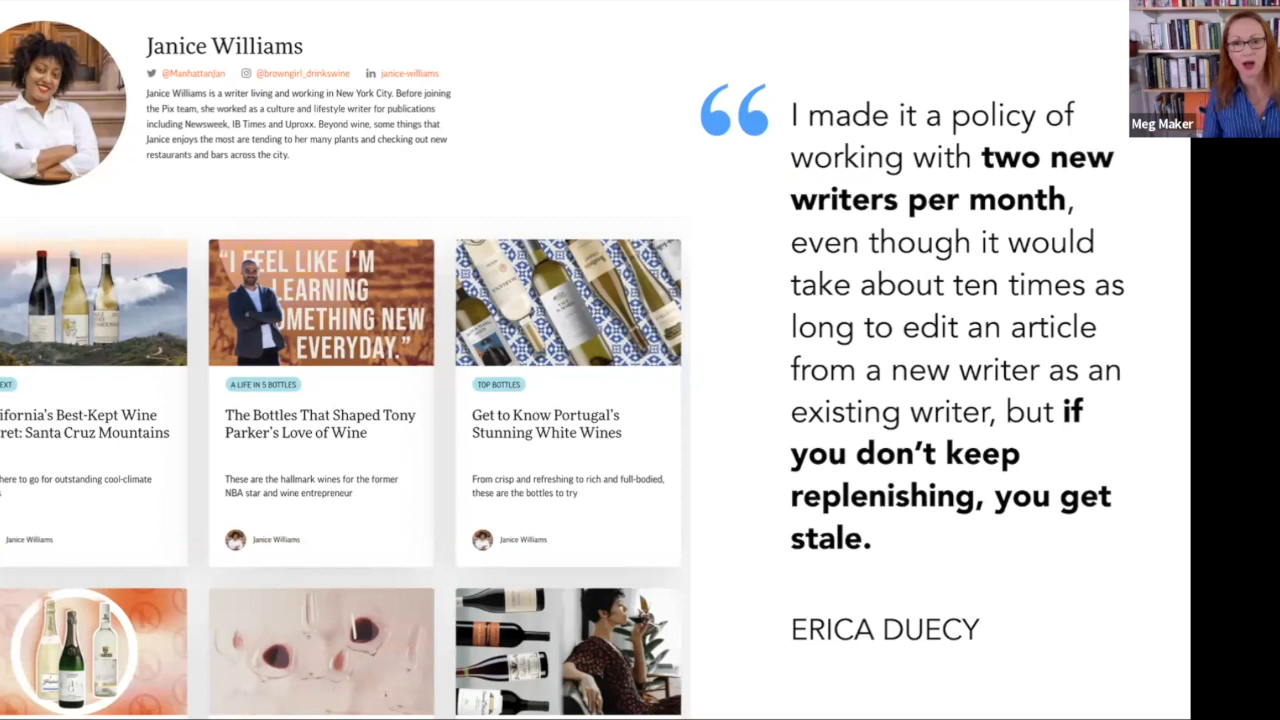 Janice Williams
@ManhattanJan @browngirl_drinkswine janice-williams
Janice Williams is a writer living and working in New York City. Before joining
the Pix team, she worked as a culture and lifestyle writer for publications
including Newsweek, IB Times and Uproxx. Beyond wine, some things that
Janice enjoys the most are tending to her many plants and checking out new
restaurants and bars across the city.
EXT
ifornia's Best-Kept Wine
ret: Santa Cruz Mountains
here to go for outstanding cool-climate
s
Janice Williams
"I FEEL LIKE I'M
LEARNING
OMETHING NEW
EVERYDAY."
A LIFE IN 5 BOTTLES
The Bottles That Shaped Tony
Parker's Love of Wine
These are the hallmark wines for the former
NBA star and wine entrepreneur
Janice Williams
TOP BOTTLES
Get to Know Portugal's
Stunning White Wines
From crisp and refreshing to rich and full-bodied,
these are the bottles to try
Janice Williams
“
I made it a policy of
working with two new
writers per month,
even though it would
take about ten times as
long to edit an article
from a new writer as an
existing writer, but if
you don't keep
replenishing, you get
stale.
ERICA DUECY
Meg Maker